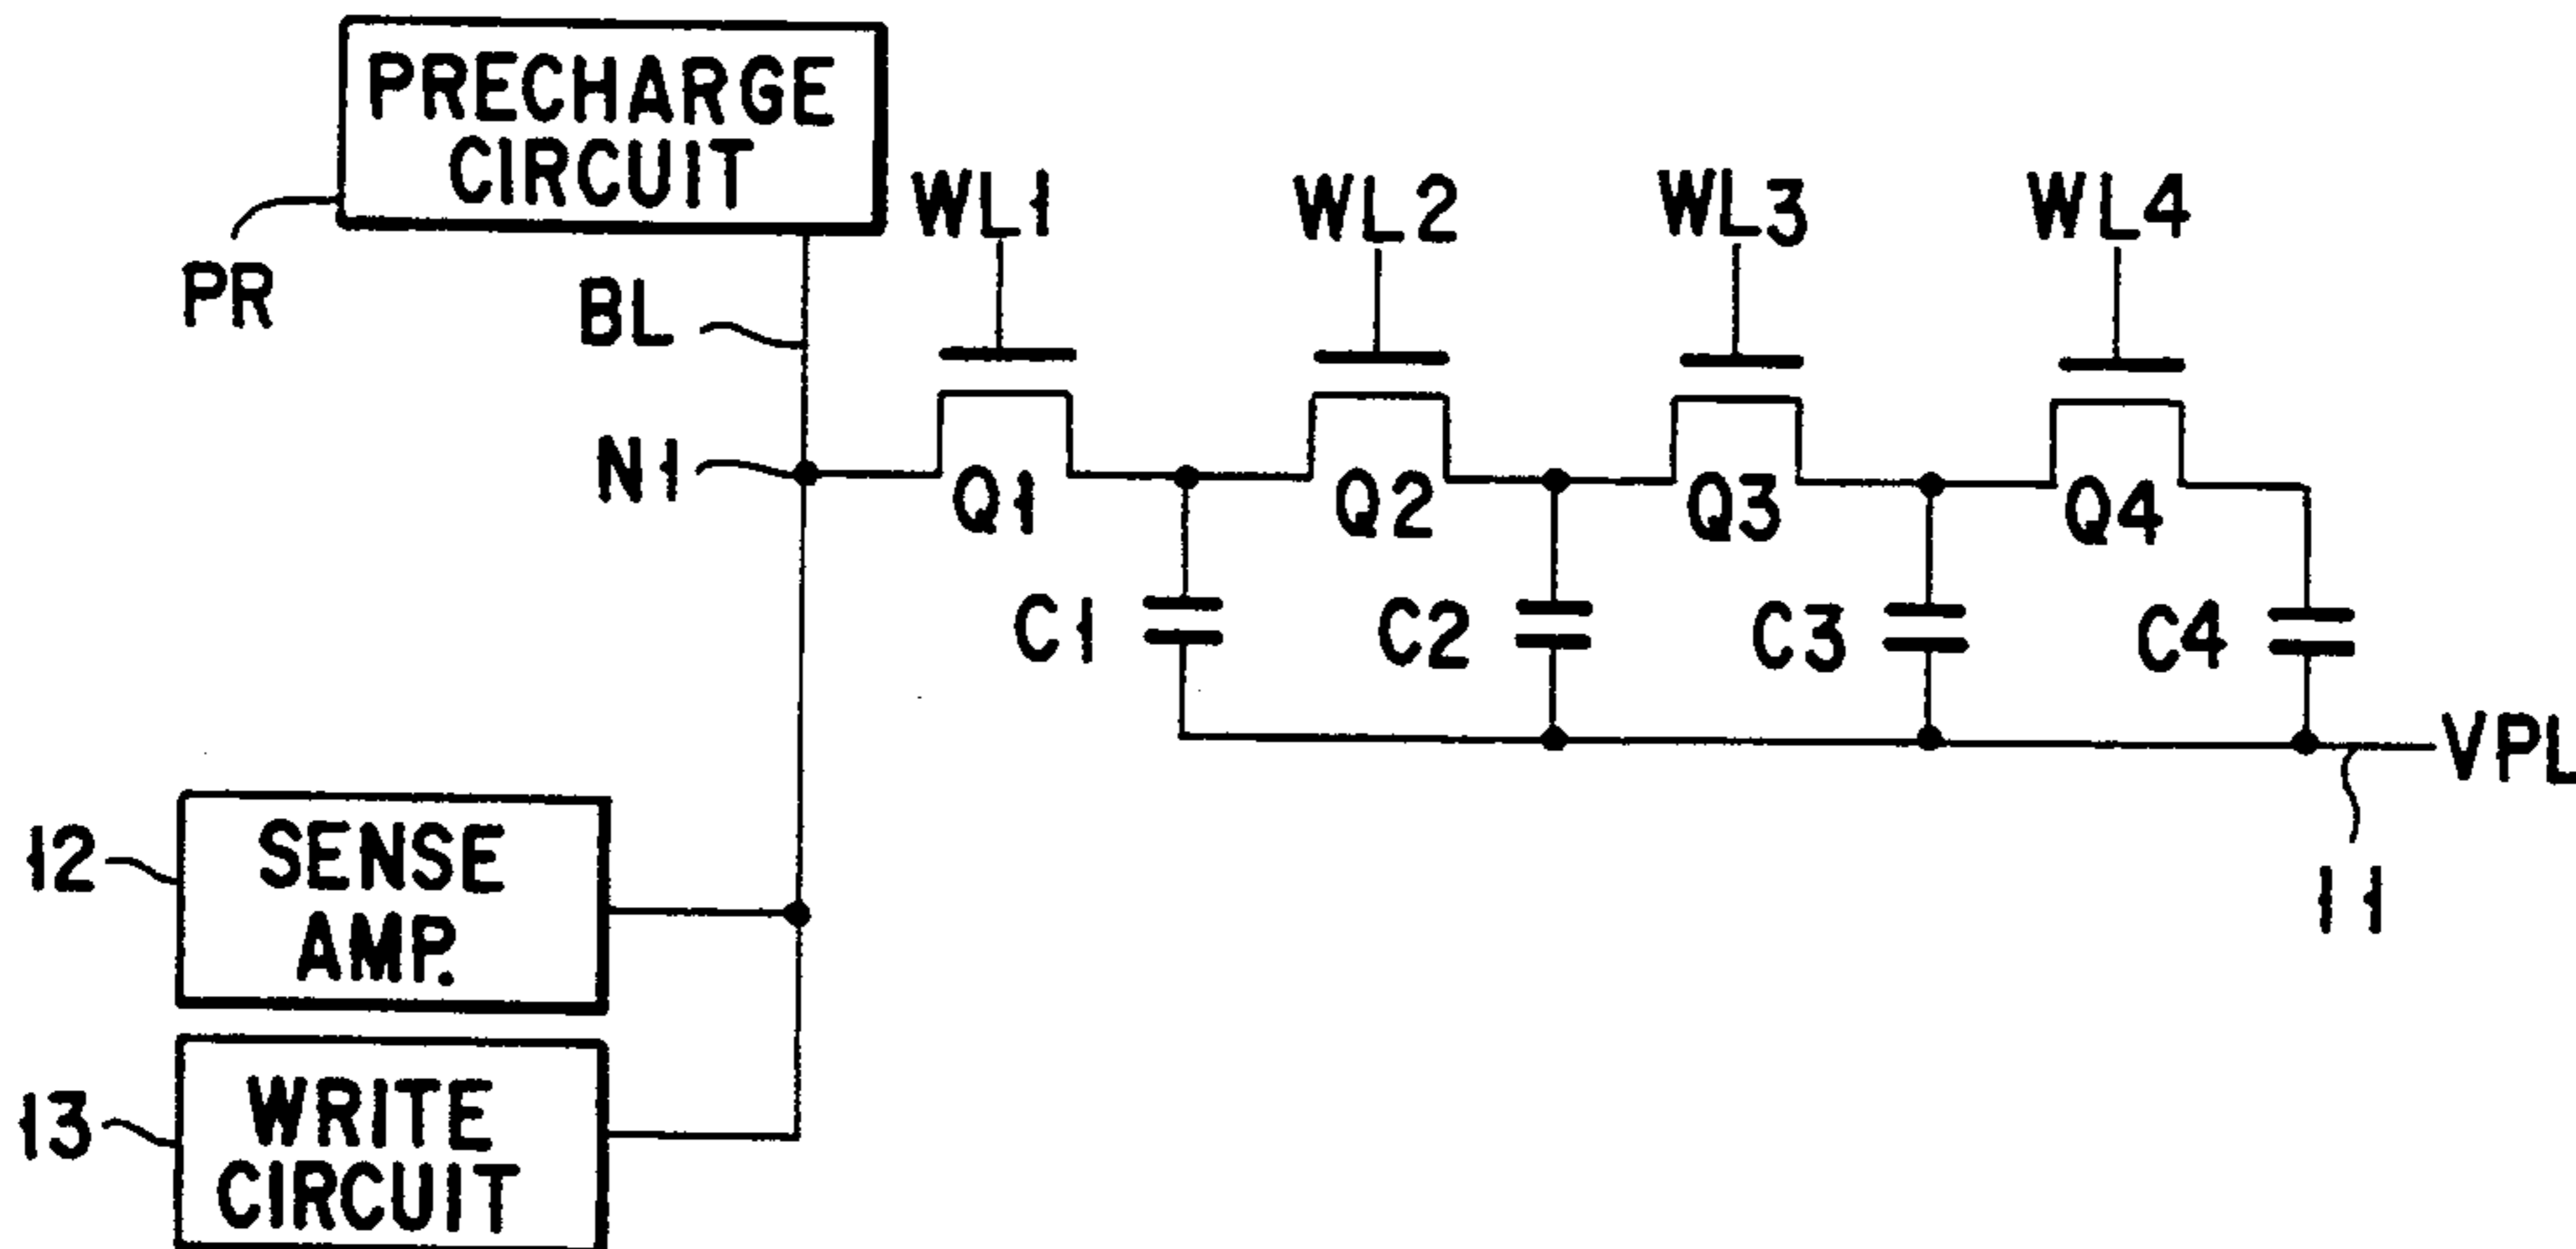 PRECHARGE
CIRCUIT
PR
BL
N1
WL1
WL2
WL3
WL4
Q1
Q2
Q3
Q4
C1
C2
C3
C4
VPL
11
12
SENSE
AMP.
13
WRITE
CIRCUIT